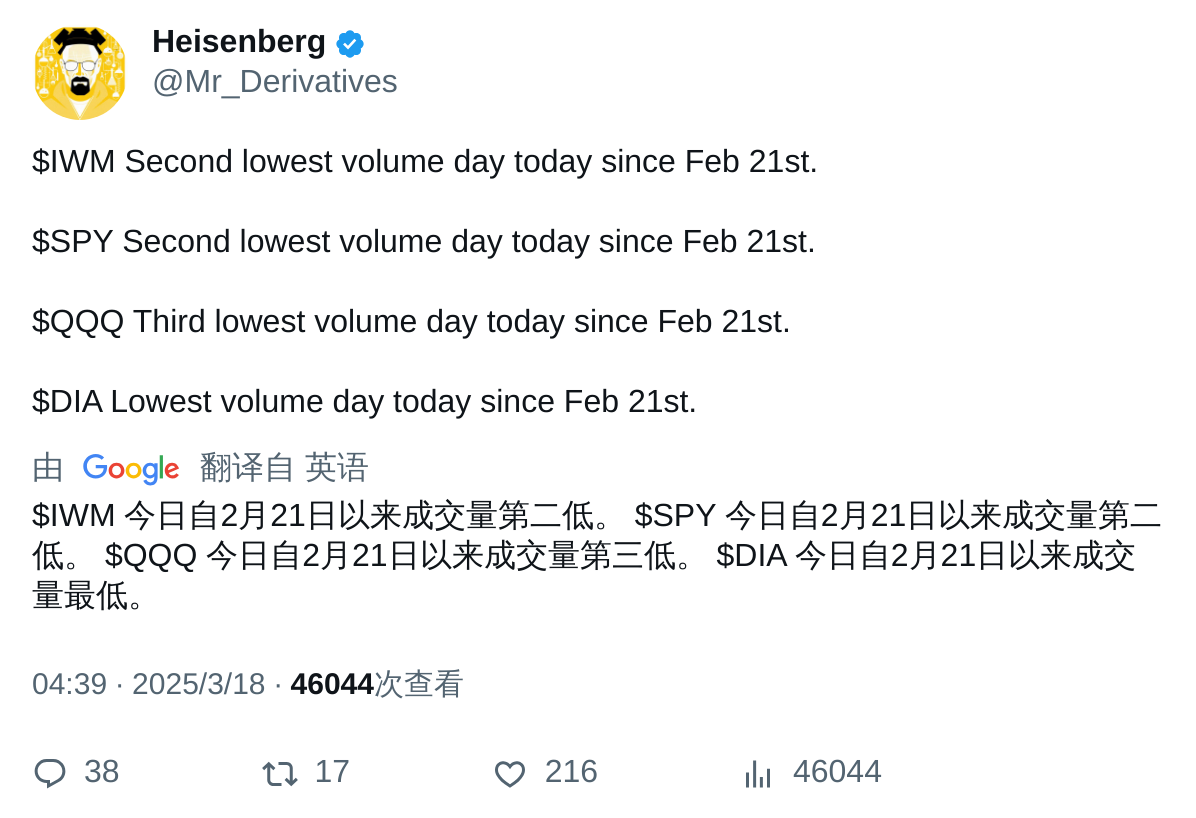 Heisenberg
@Mr_Derivatives
$IWM Second lowest volume day today since Feb 21st.
$SPY Second lowest volume day today since Feb 21st.
$QQQ Third lowest volume day today since Feb 21st.
$DIA Lowest volume day today since Feb 21st.
由 Google 翻译自 英语
$IWM 今日自2月21日以来成交量第二低。 $SPY 今日自2月21日以来成交量第二
低。 $QQQ 今日自2月21日以来成交量第三低。 $DIA 今日自2月21日以来成交
量最低。
04:39 · 2025/3/18 · 46044次查看
38 17 216 46044